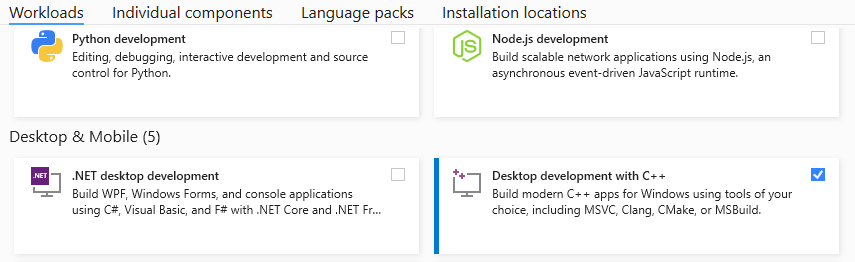 Workloads Individual components Language packs Installation locations
Python development
Editing, debugging, interactive development and source
control for Python.
JS
Node.js development
Build scalable network applications using Node.js, an
asynchronous event-driven JavaScript runtime.
Desktop & Mobile (5)
.NET
.NET desktop development
Build WPF, Windows Forms, and console applications
using C#, Visual Basic, and F# with .NET Core and .NET Fr...
Desktop development with C++
Build modern C++ apps for Windows using tools of your
choice, including MSVC, Clang, CMake, or MSBuild.